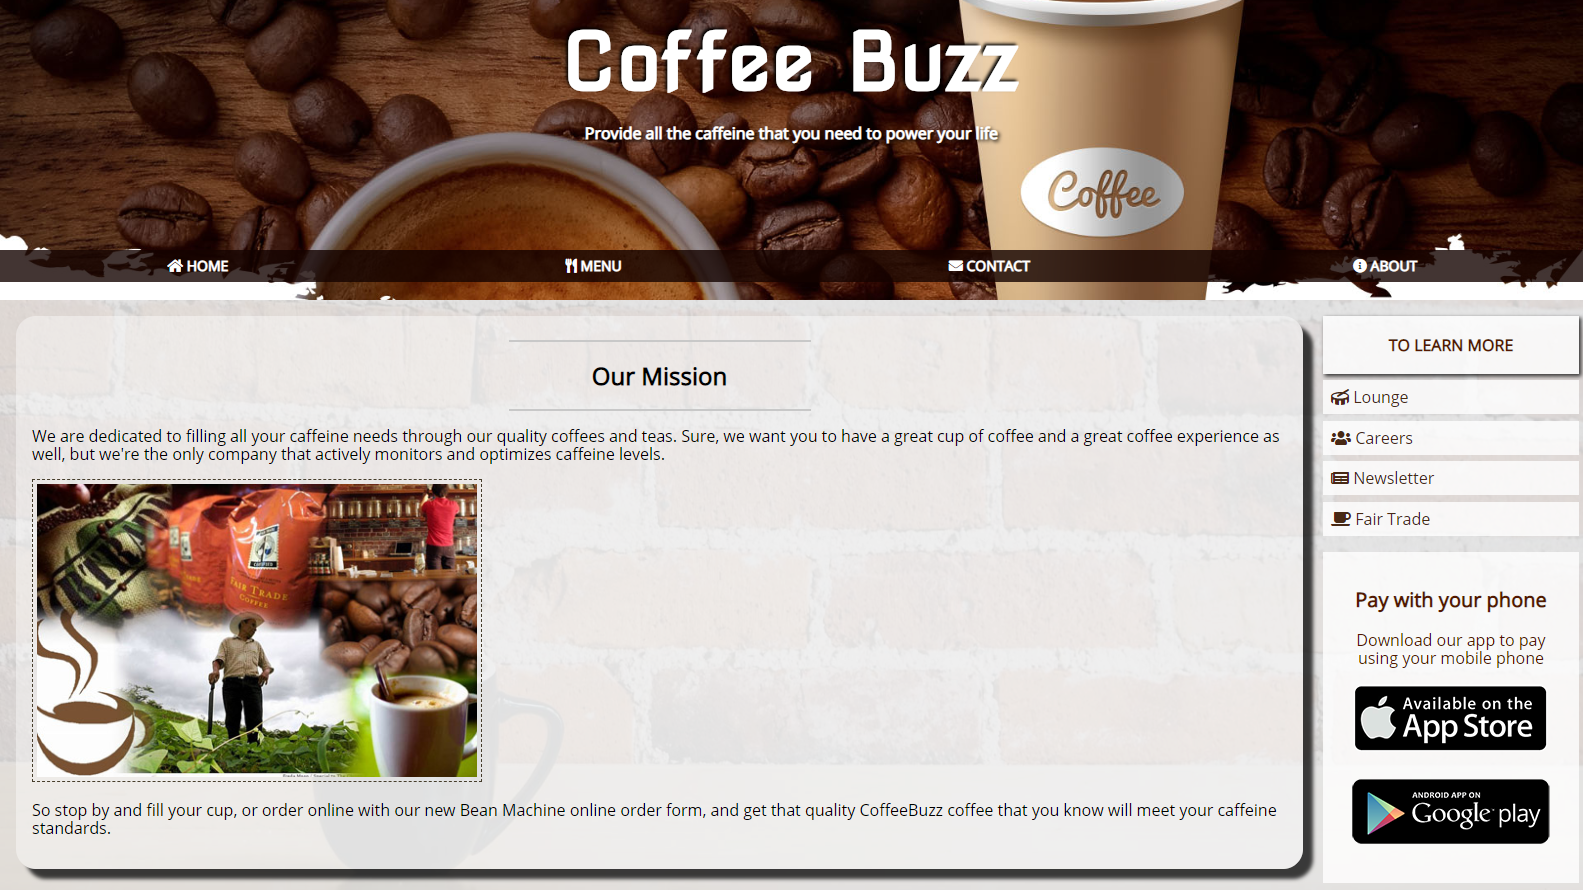 Coffee Buzz
Provide all the caffeine that you need to power your life
Coffee
HOME
MENU
CONTACT
ABOUT
Our Mission
We are dedicated to filling all your caffeine needs through our quality coffees and teas. Sure, we want you to have a great cup of coffee and a great coffee experience as
well, but we're the only company that actively monitors and optimizes caffeine levels.
FAIR TRADE
COFFEE
So stop by and fill your cup, or order online with our new Bean Machine online order form, and get that quality CoffeeBuzz coffee that you know will meet your caffeine
standards.
TO LEARN MORE
Lounge
Careers
Newsletter
Fair Trade
Pay with your phone
Download our app to pay
using your mobile phone
Available on the
App Store
ANDROID APP ON
Google play